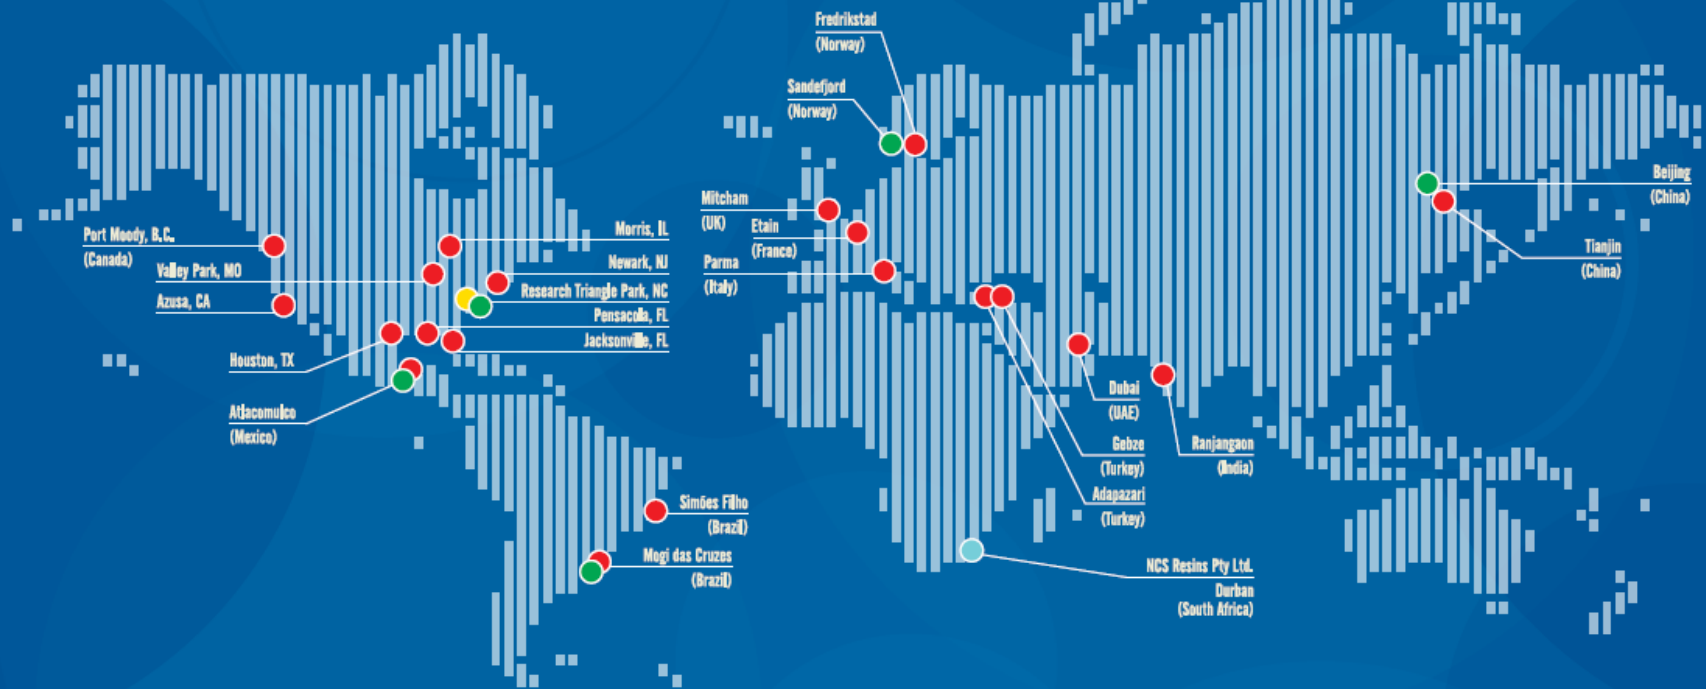 Fredrikstad
(Norway)
Sandefjord
(Norway)
Beijing
(China)
Mitcham
(UK)
Etain
(France)
Port Moody, B.C.
(Canada)
Morris, IL
Tianjin
(China)
Valley Park, MO
Newark, NJ
Parma
(Italy)
Azusa, CA
Research Triangle Park, NC
Pensacola, FL
Jacksonville, FL
Houston, TX
Dubai
(UAE)
Atlacomulco
(Mexico)
Gebze
(Turkey)
Ranjangaon
(India)
Adapazari
(Turkey)
Simões Filho
(Brazil)
Mogi das Cruzes
(Brazil)
NCS Resins Pty Ltd.
Durban
(South Africa)